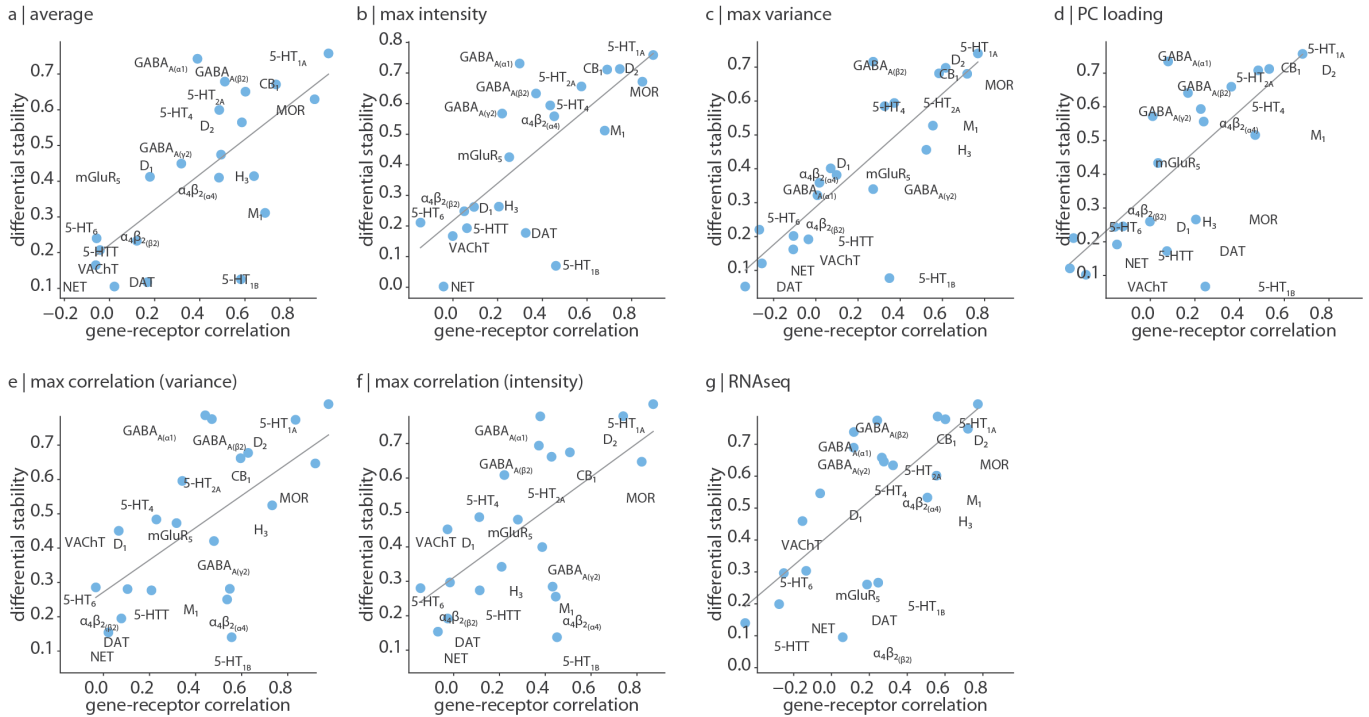 a | average
differential stability
0.7
0.6
0.5
0.4
0.3
0.2
0.1
−0.2 0.0 0.2 0.4 0.6 0.8
gene-receptor correlation
GABAA(α1)
5-HT1A
GABAA(β2)
CB1
5-HT2A
MOR
5-HT4
D2
GABAA(γ2)
D1
mGluR5
H3
α4β2(α4)
M1
5-HT6
α4β2(β2)
5-HTT
VAChT
NET
DAT
5-HT1B
b | max intensity
differential stability
0.8
0.7
0.6
0.5
0.4
0.3
0.2
0.1
0.0
0.0 0.2 0.4 0.6 0.8
gene-receptor correlation
5-HT1A
GABAA(α1)
CB1
D2
5-HT2A
GABAA(β2)
MOR
GABAA(γ2)
5-HT4
α4β2(α4)
M1
mGluR5
α4β2(β2)
5-HT6
D1
H3
5-HTT
DAT
VAChT
5-HT1B
NET
c | max variance
differential stability
0.7
0.6
0.5
0.4
0.3
0.2
0.1
−0.2 0.0 0.2 0.4 0.6 0.8
gene-receptor correlation
5-HT1A
D2
GABAA(β2)
CB1
MOR
5-HT4
5-HT2A
M1
H3
D1
α4β2(α4)
mGluR5
GABAA(α1)
GABAA(γ2)
5-HT6
α4β2(β2)
5-HTT
VAChT
NET
5-HT1B
DAT
d | PC loading
differential stability
0.7
0.6
0.5
0.4
0.3
0.2
0.1
0.0 0.2 0.4 0.6 0.8
gene-receptor correlation
5-HT1A
GABAA(α1)
CB1
D2
5-HT2A
GABAA(β2)
5-HT4
GABAA(γ2)
α4β2(α4)
M1
mGluR5
α4β2(β2)
H3
MOR
5-HT6
D1
DAT
5-HTT
NET
VAChT
5-HT1B
e | max correlation (variance)
differential stability
0.7
0.6
0.5
0.4
0.3
0.2
0.1
0.0 0.2 0.4 0.6 0.8
gene-receptor correlation
5-HT1A
GABAA(α1)
GABAA(β2)
D2
CB1
5-HT2A
MOR
5-HT4
H3
mGluR5
VAChT
D1
GABAA(γ2)
5-HT6
M1
5-HTT
α4β2(β2)
α4β2(α4)
DAT
NET
5-HT1B
f | max correlation (intensity)
differential stability
0.7
0.6
0.5
0.4
0.3
0.2
0.1
0.0 0.2 0.4 0.6 0.8
gene-receptor correlation
5-HT1A
GABAA(α1)
D2
GABAA(β2)
CB1
5-HT2A
MOR
5-HT4
mGluR5
VAChT
D1
GABAA(γ2)
H3
5-HT6
M1
α4β2(β2)
5-HTT
α4β2(α4)
DAT
NET
5-HT1B
g | RNAseq
differential stability
0.7
0.6
0.5
0.4
0.3
0.2
0.1
0.0
−0.2 0.0 0.2 0.4 0.6 0.8
gene-receptor correlation
5-HT1A
GABAA(β2)
CB1
D2
GABAA(α1)
GABAA(γ2)
MOR
5-HT2A
5-HT4
M1
α4β2(α4)
D1
H3
VAChT
5-HT6
mGluR5
5-HT1B
DAT
NET
5-HTT
α4β2(β2)